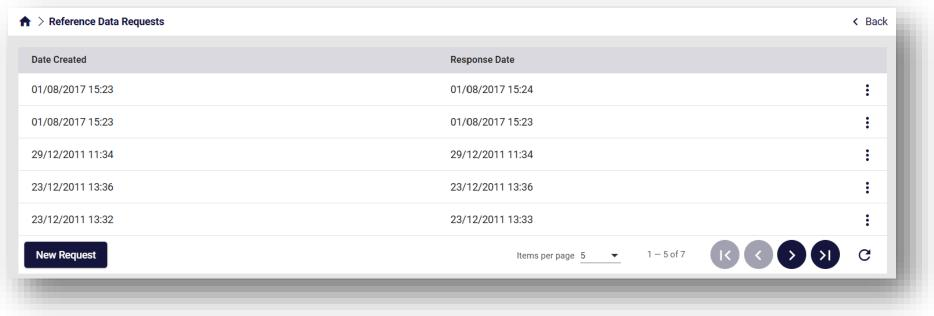 Reference Data Requests Back
Date Created Response Date
01/08/2017 15:23 01/08/2017 15:24
01/08/2017 15:23 01/08/2017 15:23
29/12/2011 11:34 29/12/2011 11:34
23/12/2011 13:36 23/12/2011 13:36
23/12/2011 13:32 23/12/2011 13:33
New Request Items per page 5 1 – 5 of 7